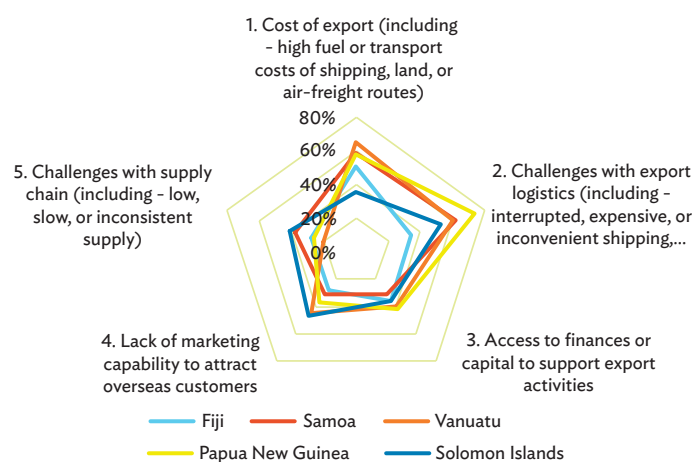 1. Cost of export (including
- high fuel or transport
costs of shipping, land, or
air-freight routes)
80%
60%
40%
20%
0%
5. Challenges with supply
chain (including - low,
slow, or inconsistent
supply)
2. Challenges with export
logistics (including -
interrupted, expensive, or
inconvenient shipping,...
4. Lack of marketing
capability to attract
overseas customers
3. Access to finances or
capital to support export
activities
Fiji Samoa Vanuatu
Papua New Guinea Solomon Islands